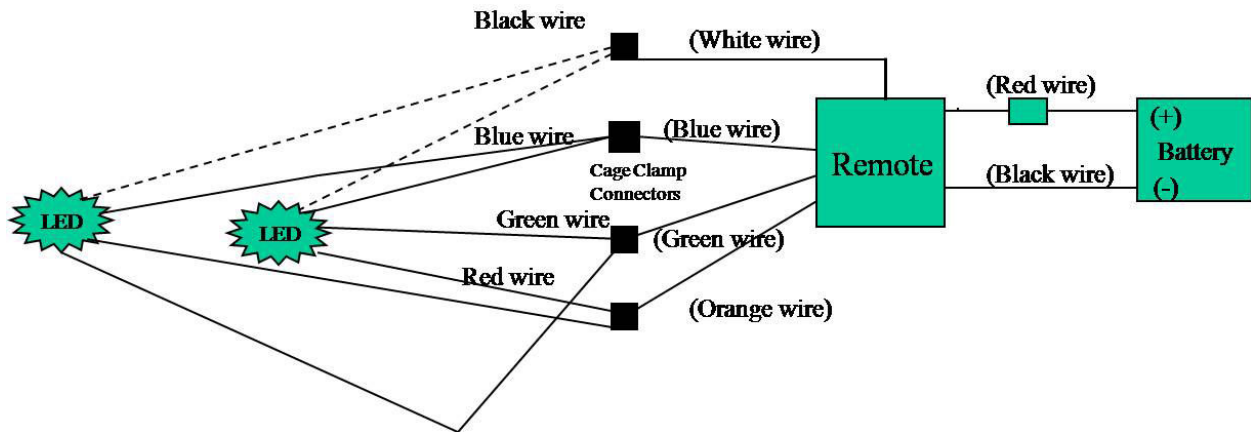 Black wire
(White wire)
(Red wire)
Blue wire
(Blue wire)
(+)
Battery
(-)
Remote
Cage Clamp
Connectors
(Black wire)
LED
LED
Green wire
(Green wire)
Red wire
(Orange wire)